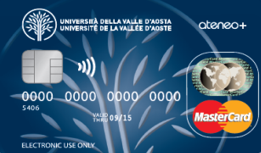 UNIVERSITÀ DELLA VALLE D'AOSTA
UNIVERSITÉ DE LA VALLÉE D'AOSTE
ateneo+
0000 0000 0000 0000
5406
VALID THRU 09/15
MasterCard
ELECTRONIC USE ONLY